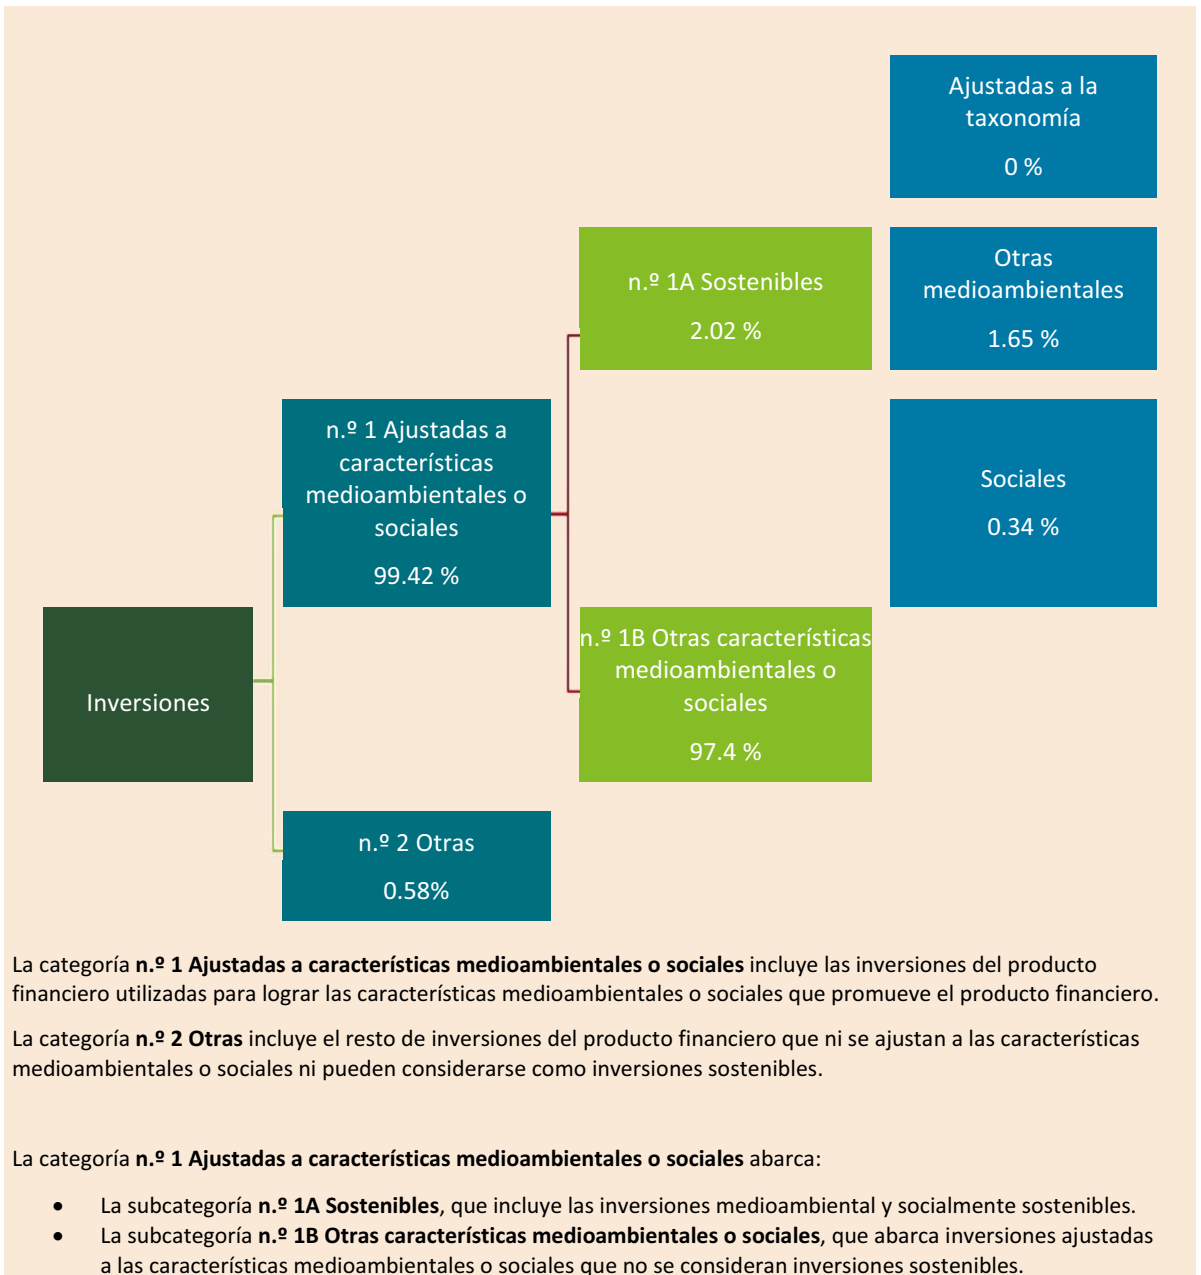 Ajustadas a la
taxonomía
0 %
n.º 1A Sostenibles
2.02 %
Otras
medioambientales
1.65 %
n.º 1 Ajustadas a
características
medioambientales o
sociales
99.42 %
Sociales
0.34 %
Inversiones
n.º 1B Otras características
medioambientales o
sociales
97.4 %
n.º 2 Otras
0.58%
La categoría n.º 1 Ajustadas a características medioambientales o sociales incluye las inversiones del producto
financiero utilizadas para lograr las características medioambientales o sociales que promueve el producto financiero.
La categoría n.º 2 Otras incluye el resto de inversiones del producto financiero que ni se ajustan a las características
medioambientales o sociales ni pueden considerarse como inversiones sostenibles.
La categoría n.º 1 Ajustadas a características medioambientales o sociales abarca:
• La subcategoría n.º 1A Sostenibles, que incluye las inversiones medioambiental y socialmente sostenibles.
• La subcategoría n.º 1B Otras características medioambientales o sociales, que abarca inversiones ajustadas
a las características medioambientales o sociales que no se consideran inversiones sostenibles.